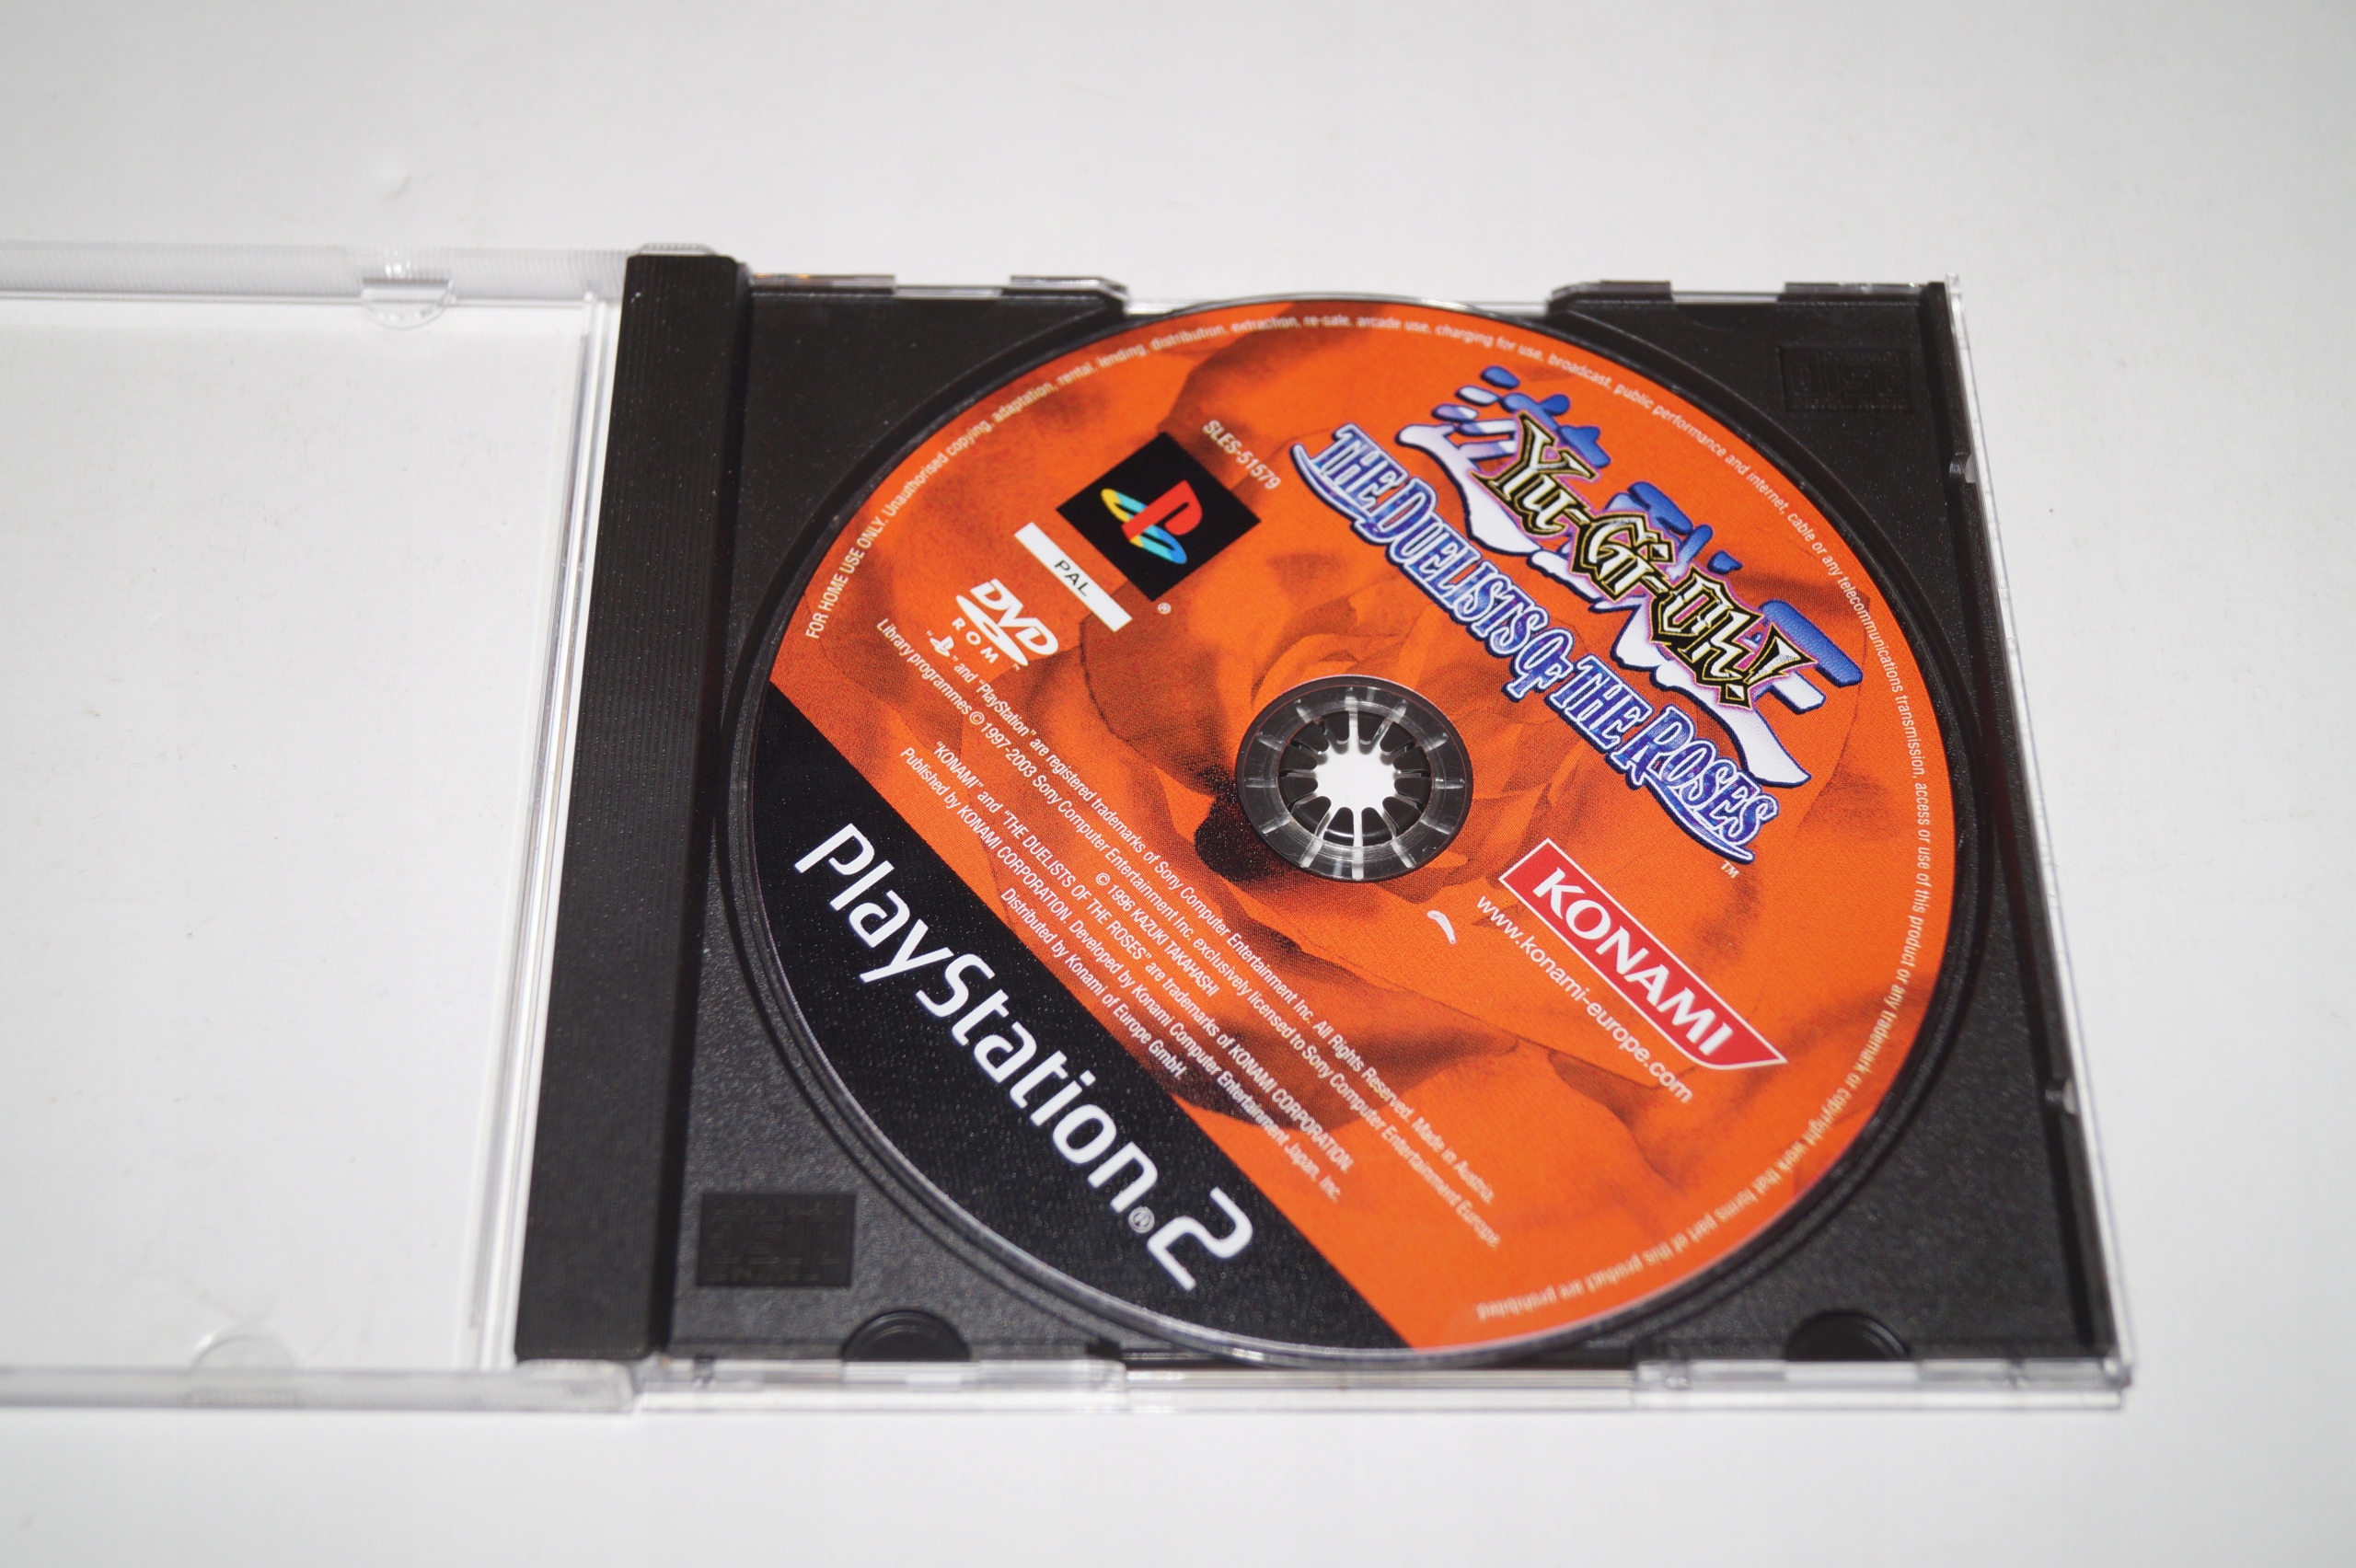 FOR HOME USE ONLY. Unauthorised copying, adaptation, rental, lending, distribution, extraction, re-sale, arcade use, charging for use, broadcast, public performance and internet, cable or any telecommunications transmission, access or use of this product or any trademark or copyright work that forms part of this product are prohibited.
SLES-51579
Yu-Gi-Oh!
THE DUELISTS OF THE ROSES
™
®
PAL
DVD
ROM
™
KONAMI
www.konami-europe.com
" " and "PlayStation" are registered trademarks of Sony Computer Entertainment Inc. All Rights Reserved. Made in Austria.
Library programmes © 1997-2003 Sony Computer Entertainment Inc. exclusively licensed to Sony Computer Entertainment Europe.
© 1996 KAZUKI TAKAHASHI
"KONAMI" and "THE DUELISTS OF THE ROSES" are trademarks of KONAMI CORPORATION.
Published by KONAMI CORPORATION. Developed by Konami Computer Entertainment Japan, Inc.
Distributed by Konami of Europe GmbH.
PlayStation®2